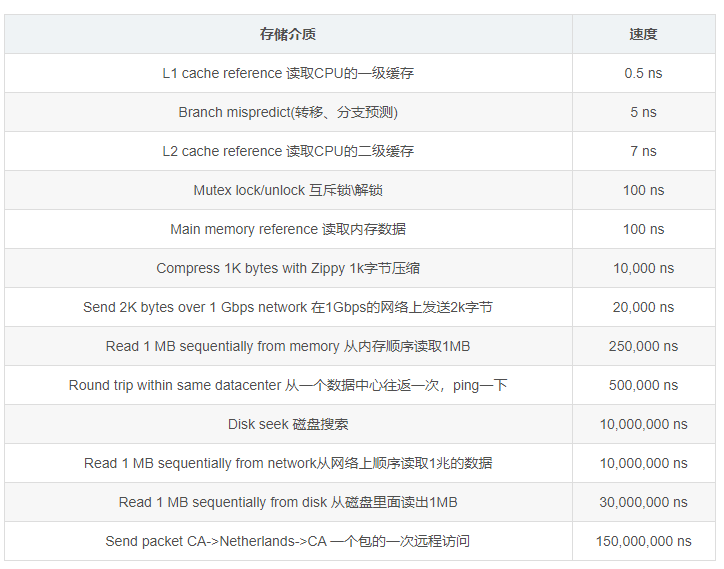 存储介质 速度
L1 cache reference 读取CPU的一级缓存 0.5 ns
Branch mispredict(转移、分支预测) 5 ns
L2 cache reference 读取CPU的二级缓存 7 ns
Mutex lock/unlock 互斥锁\解锁 100 ns
Main memory reference 读取内存数据 100 ns
Compress 1K bytes with Zippy 1k字节压缩 10,000 ns
Send 2K bytes over 1 Gbps network 在1Gbps的网络上发送2k字节 20,000 ns
Read 1 MB sequentially from memory 从内存顺序读取1MB 250,000 ns
Round trip within same datacenter 从一个数据中心往返一次，ping一下 500,000 ns
Disk seek 磁盘搜索 10,000,000 ns
Read 1 MB sequentially from network从网络上顺序读取1兆的数据 10,000,000 ns
Read 1 MB sequentially from disk 从磁盘里面读出1MB 30,000,000 ns
Send packet CA->Netherlands->CA 一个包的一次远程访问 150,000,000 ns